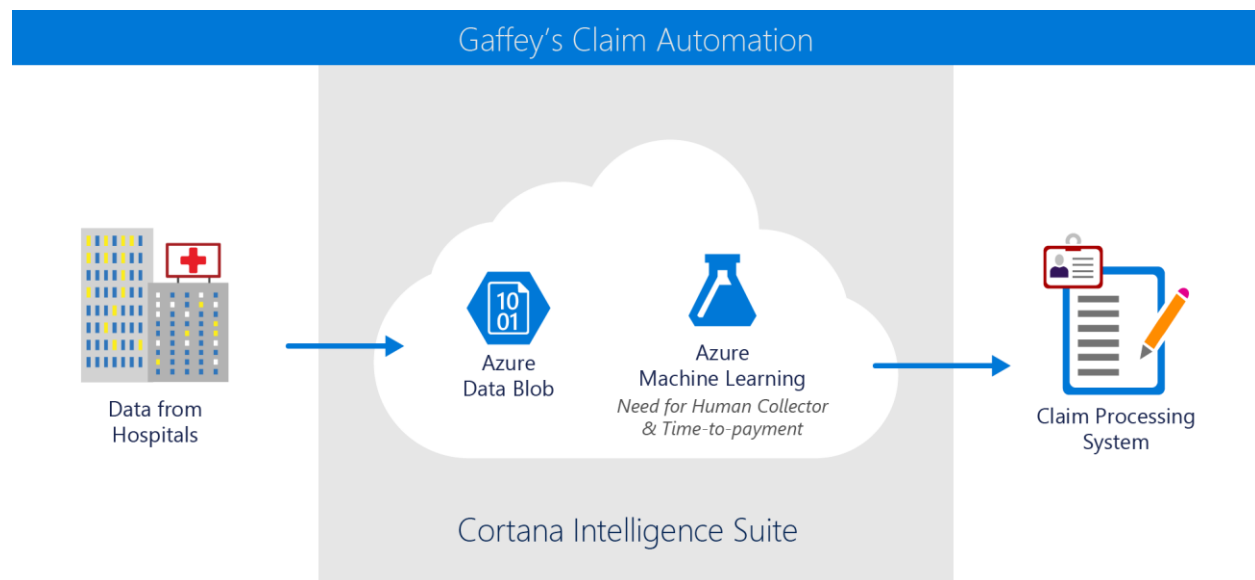 Gaffey's Claim Automation
Data from
Hospitals
10
01
Azure
Data Blob
Azure
Machine Learning
Need for Human Collector
& Time-to-payment
Claim Processing
System
Cortana Intelligence Suite